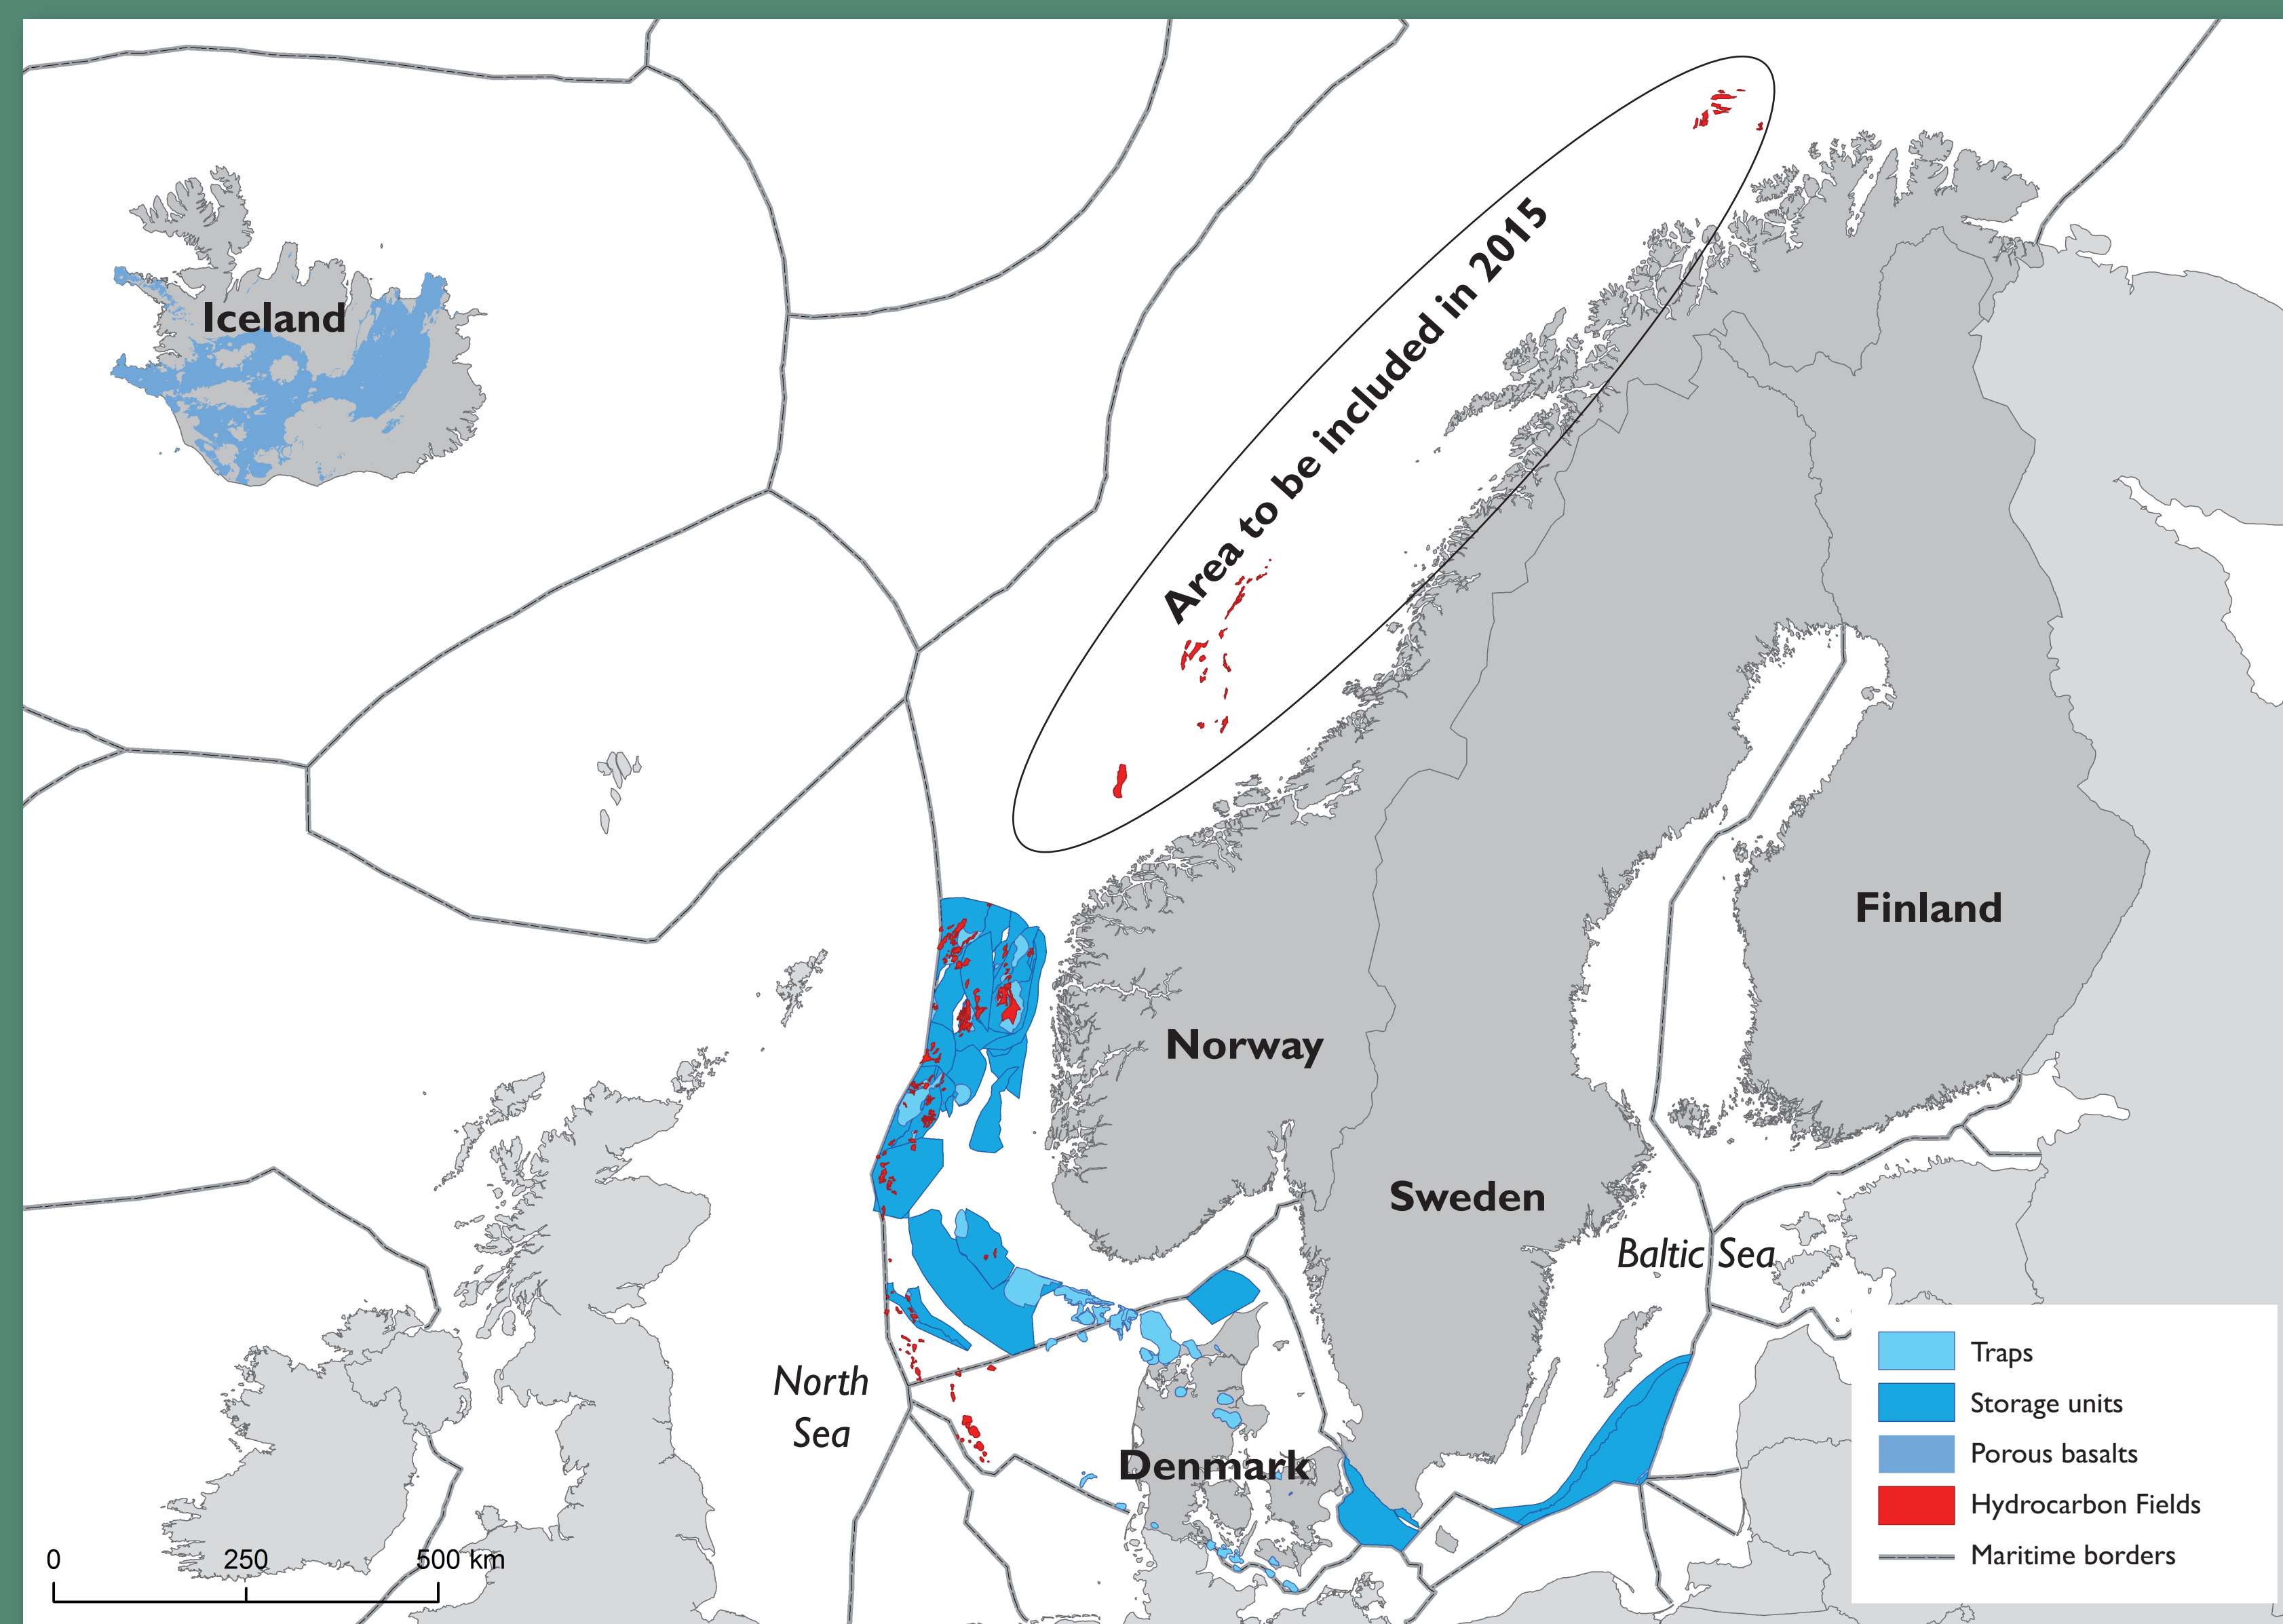 Area to be included in 2015
Iceland
Finland
Norway
Sweden
Baltic Sea
North
Sea
Denmark
Traps
Storage units
Porous basalts
Hydrocarbon Fields
Maritime borders
0 250 500 km